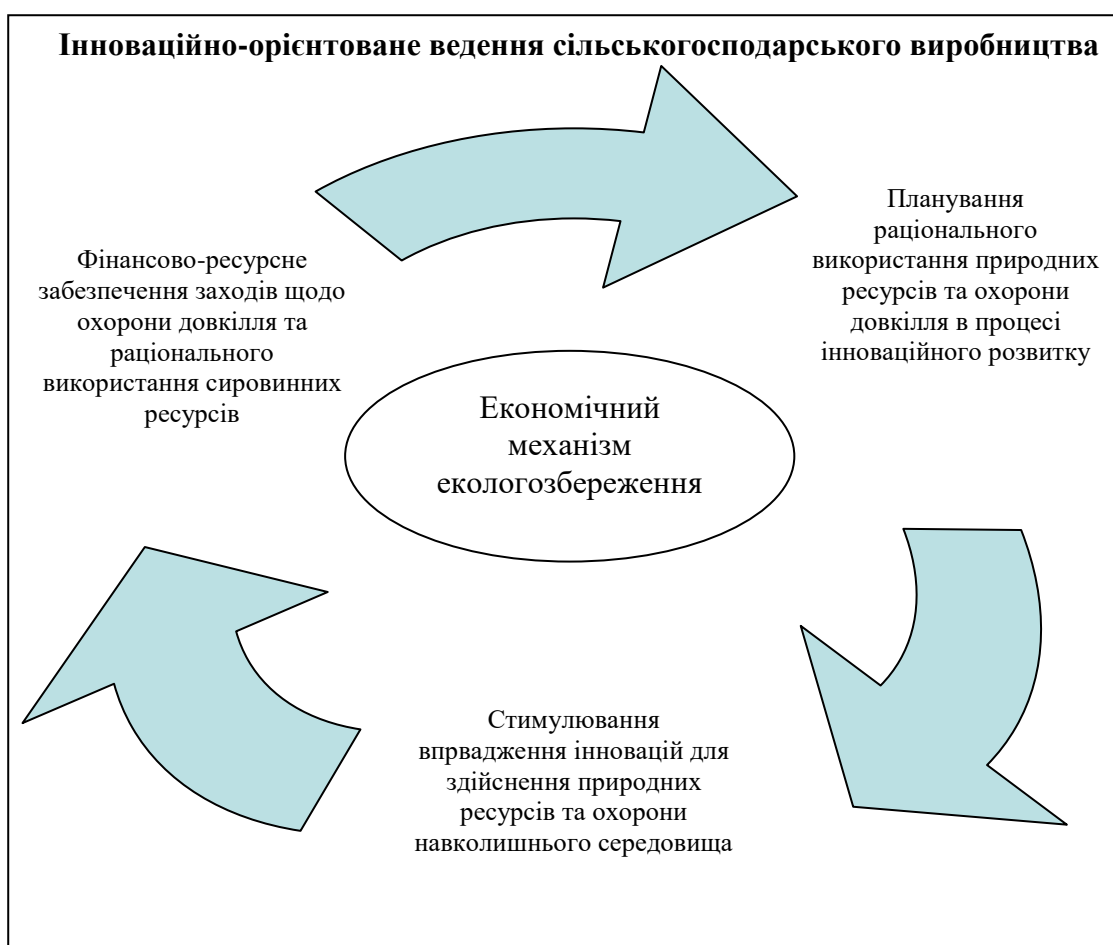 Інноваційно-орієнтоване ведення сільськогосподарського виробництва
Планування
раціонального
використання природних
ресурсів та охорони
довкілля в процесі
інноваційного розвитку
Фінансово-ресурсне
забезпечення заходів щодо
охорони довкілля та
раціонального
використання сировинних
ресурсів
Економічний
механізм
екологозбереження
Стимулювання
впрвадження інновацій для
здійснення природних
ресурсів та охорони
навколишнього середовища